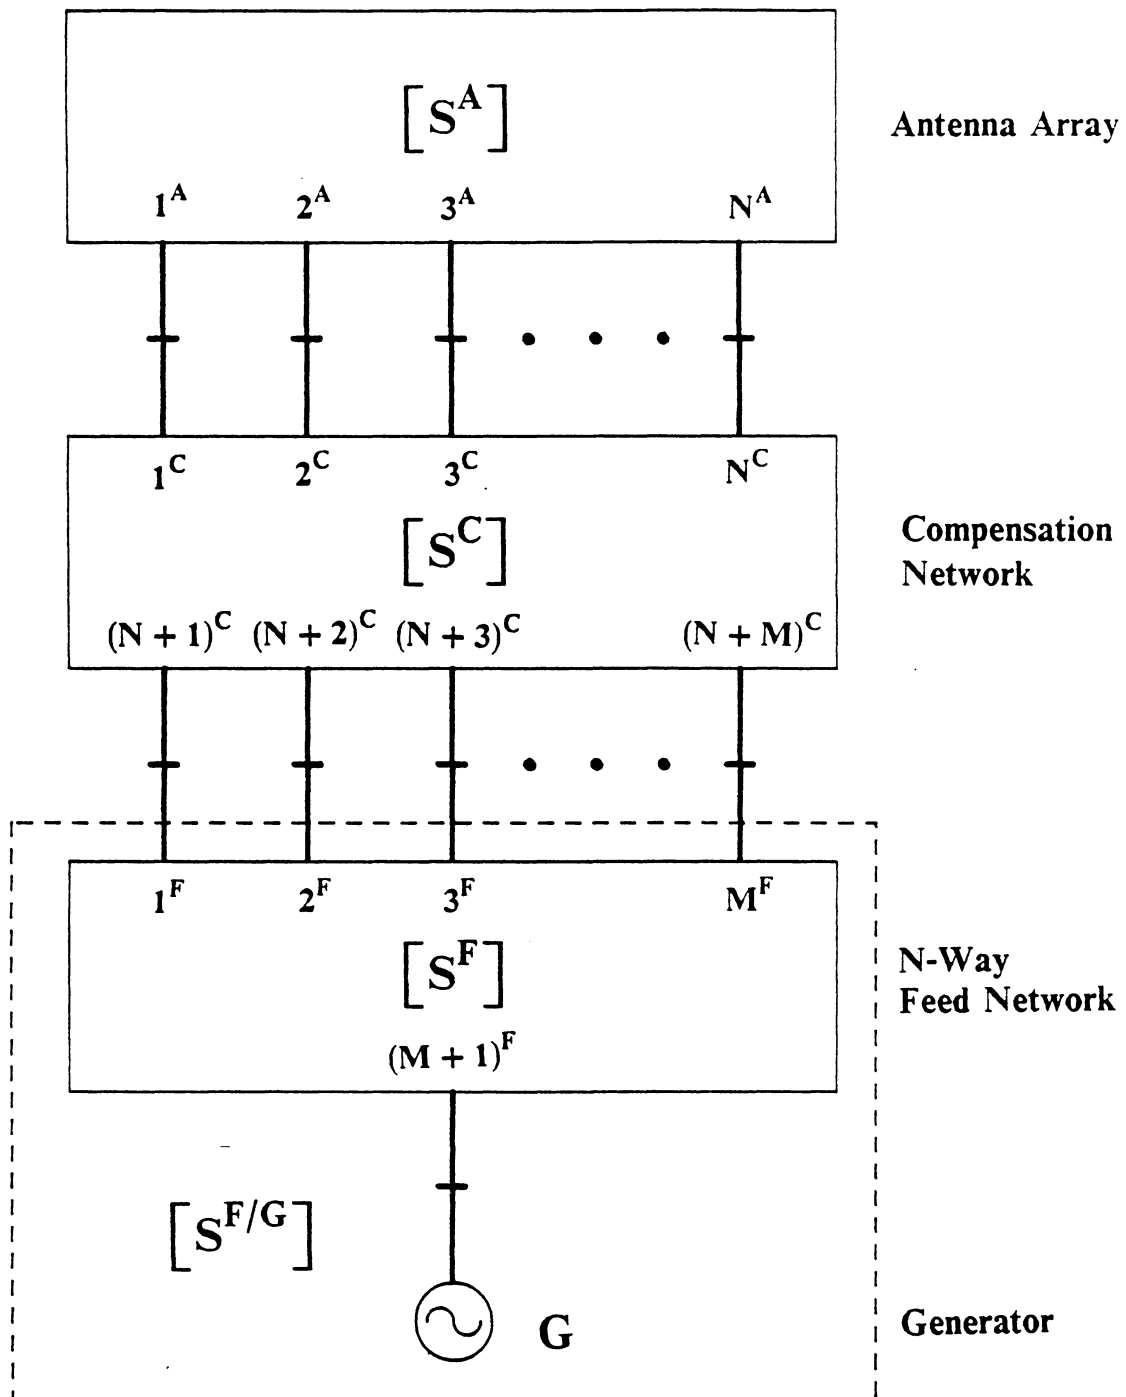 [S^A]
Antenna Array
1^A 2^A 3^A N^A
1^C 2^C 3^C N^C
[S^C]
Compensation
Network
(N + 1)^C (N + 2)^C (N + 3)^C (N + M)^C
1^F 2^F 3^F M^F
[S^F]
N-Way
Feed Network
(M + 1)^F
[S^F/G]
G
Generator